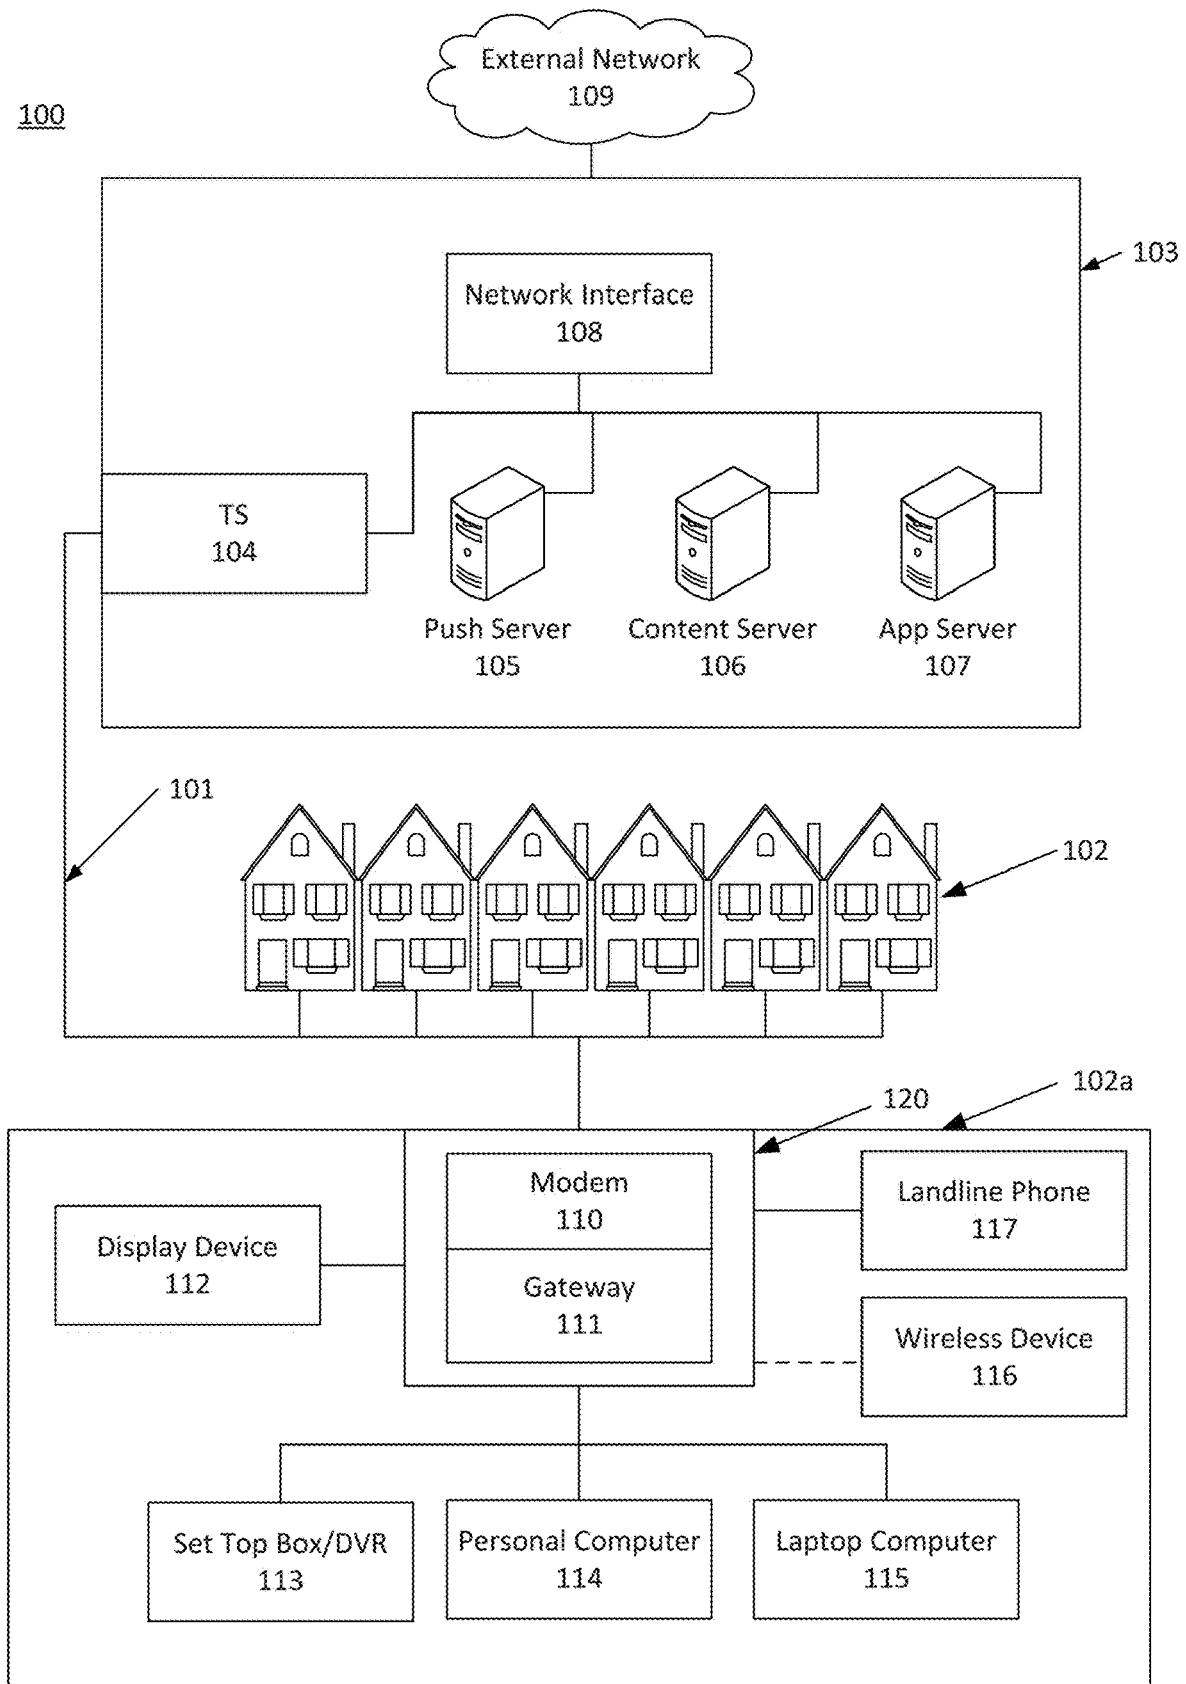 External Network
109
100
103
Network Interface
108
TS
104
Push Server
105
Content Server
106
App Server
107
101
102
102a
120
Modem
110
Landline Phone
117
Display Device
112
Gateway
111
Wireless Device
116
Set Top Box/DVR
113
Personal Computer
114
Laptop Computer
115